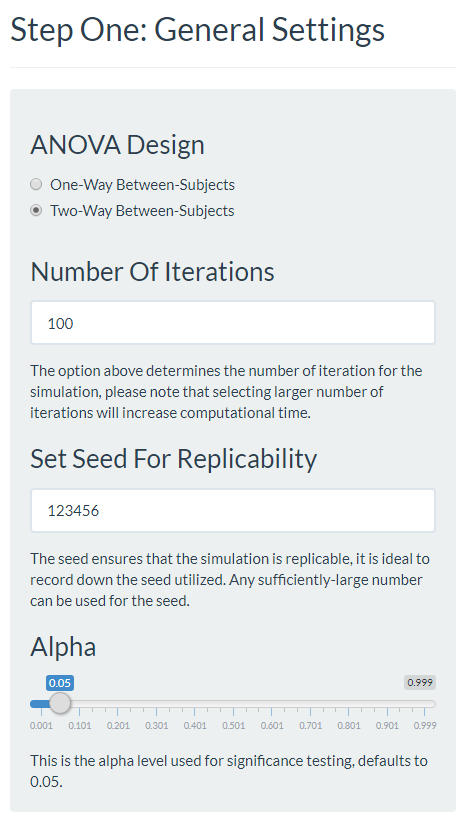 Step One: General Settings
ANOVA Design
One-Way Between-Subjects
Two-Way Between-Subjects
Number Of Iterations
100
The option above determines the number of iteration for the
simulation, please note that selecting larger number of
iterations will increase computational time.
Set Seed For Replicability
123456
The seed ensures that the simulation is replicable, it is ideal to
record down the seed utilized. Any sufficiently-large number
can be used for the seed.
Alpha
0.05 0.999
0.001 0.101 0.201 0.301 0.401 0.501 0.601 0.701 0.801 0.901 0.999
This is the alpha level used for significance testing, defaults to
0.05.